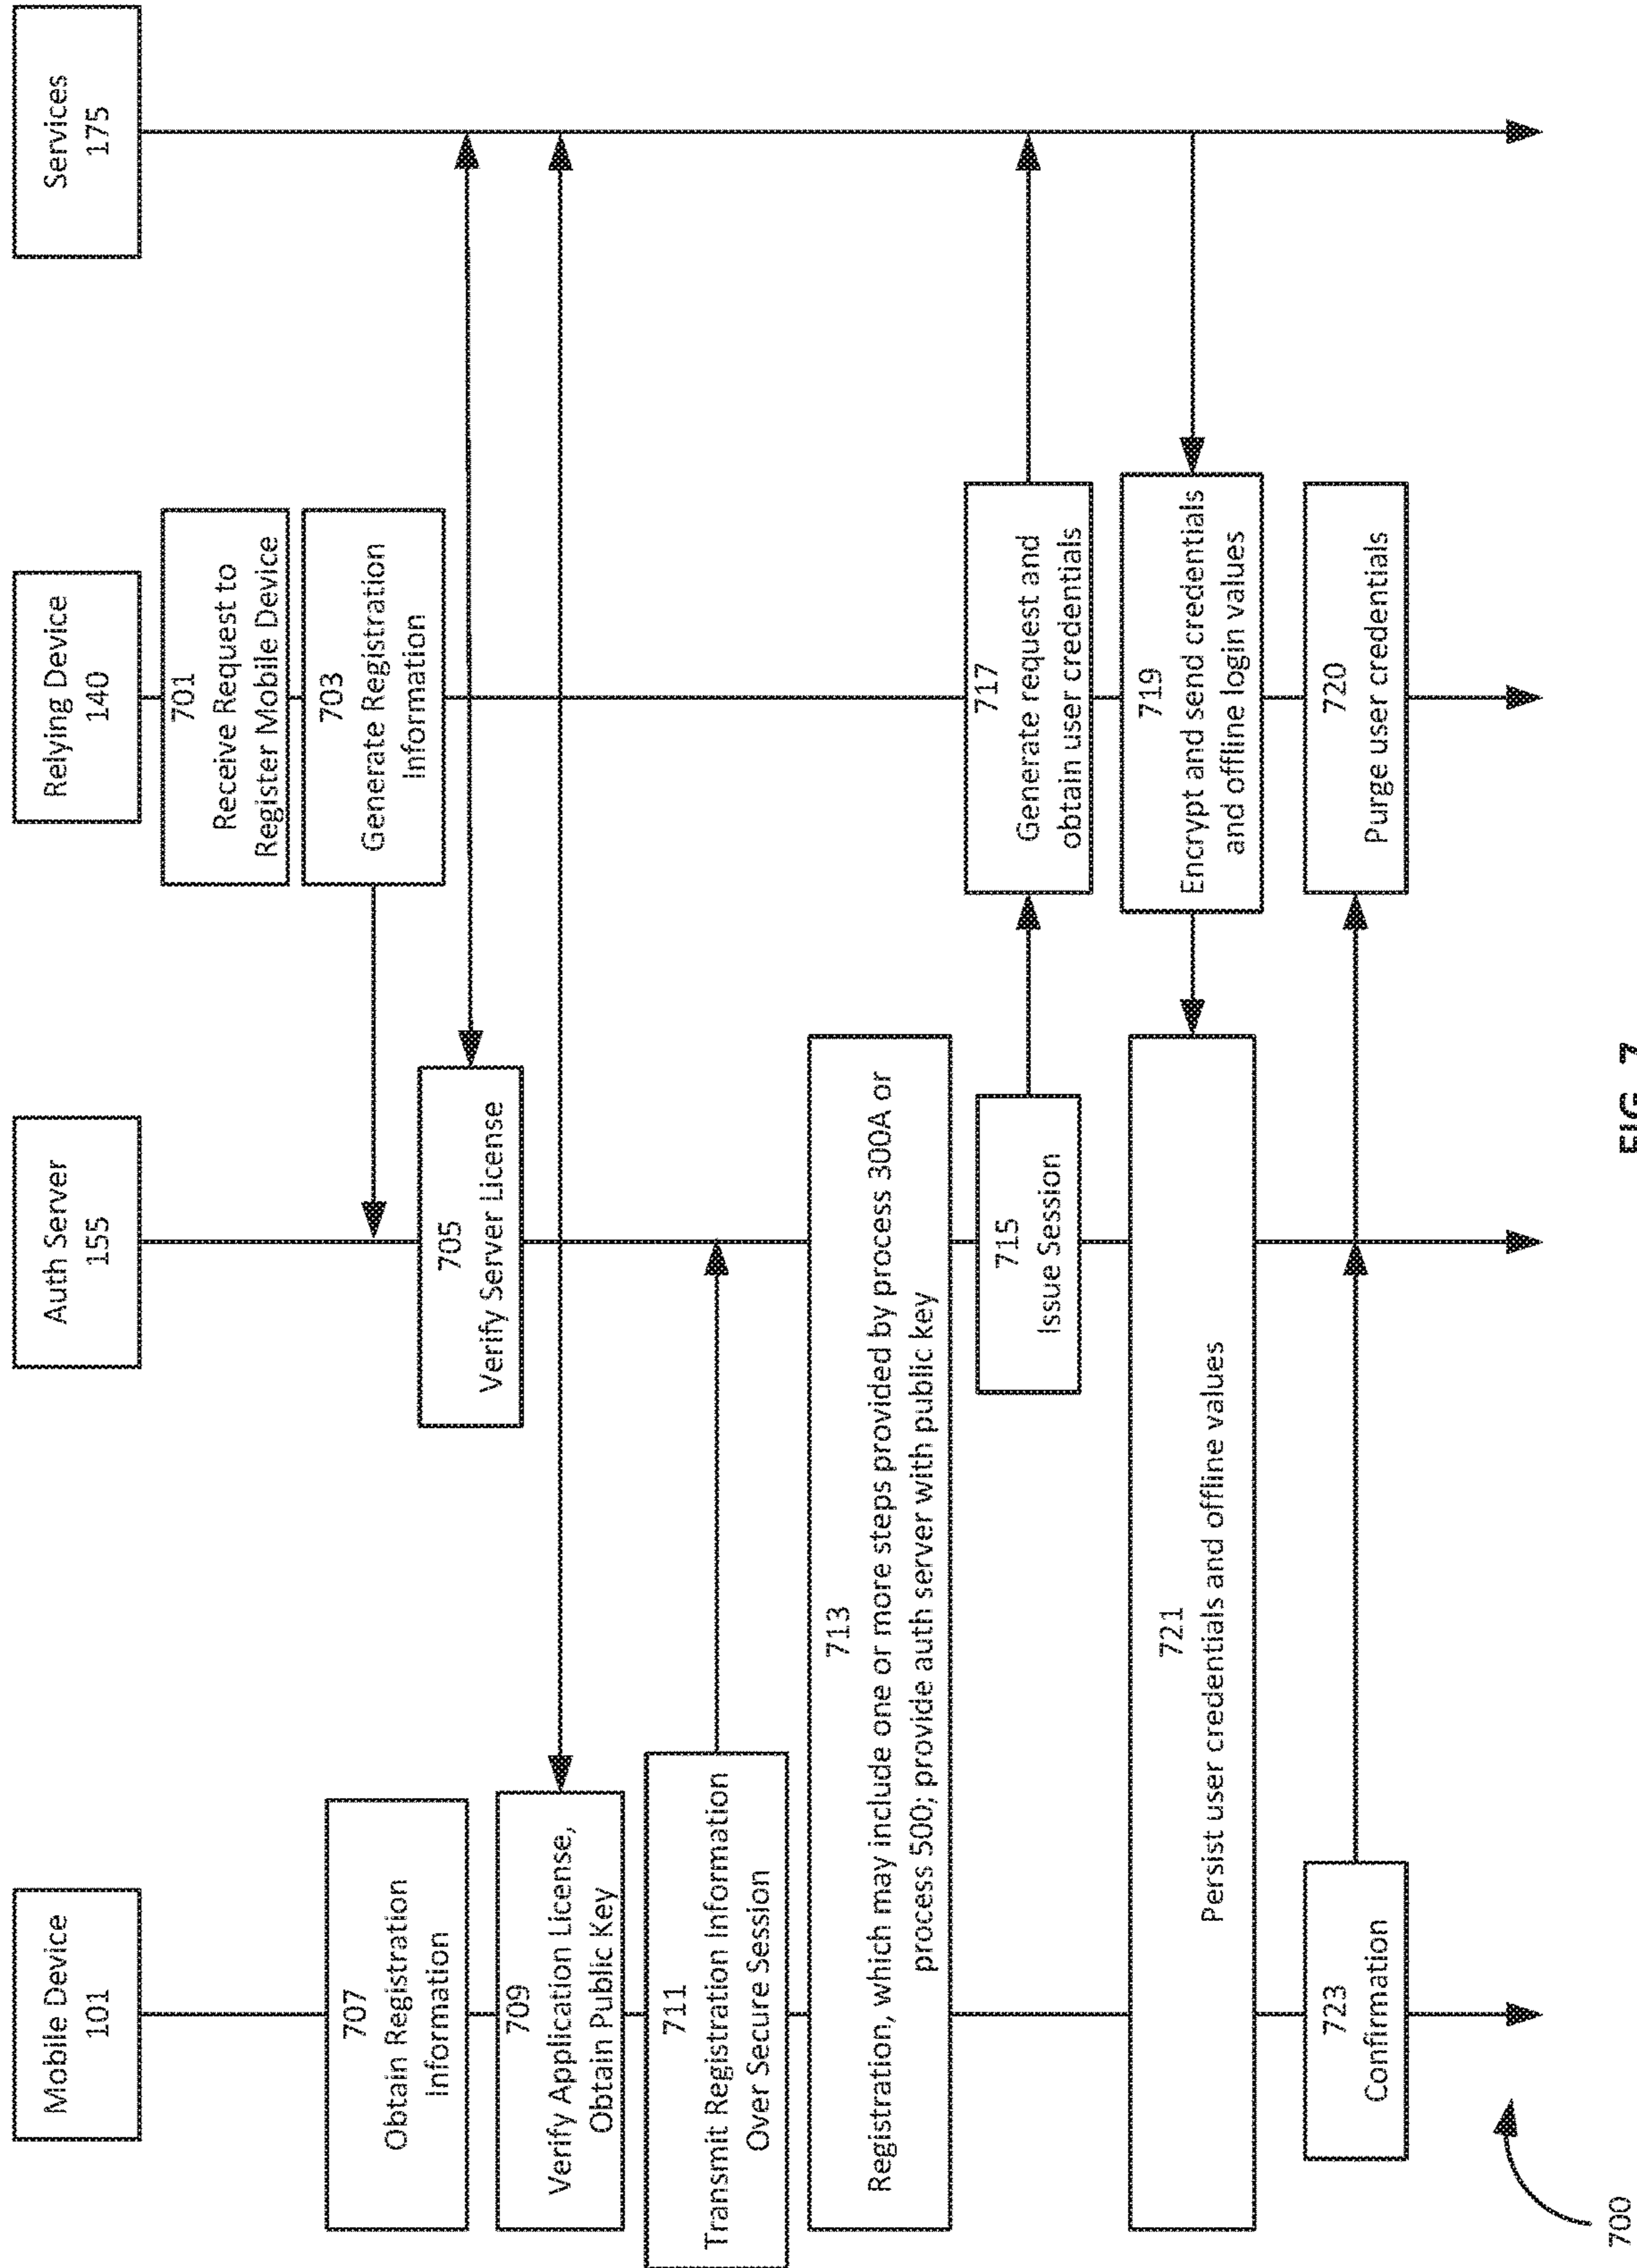 Mobile Device
101
Auth Server
155
Relying Device
140
Services
175
701
Receive Request to
Register Mobile Device
703
Generate Registration
Information
705
Verify Server License
707
Obtain Registration
Information
709
Verify Application License,
Obtain Public Key
711
Transmit Registration Information
Over Secure Session
713
Registration, which may include one or more steps provided by process 300A or
process 500; provide auth server with public key
715
Issue Session
717
Generate request and
obtain user credentials
719
Encrypt and send credentials
and offline login values
721
Persist user credentials and offline values
723
Confirmation
720
Purge user credentials
700
FIG. 7